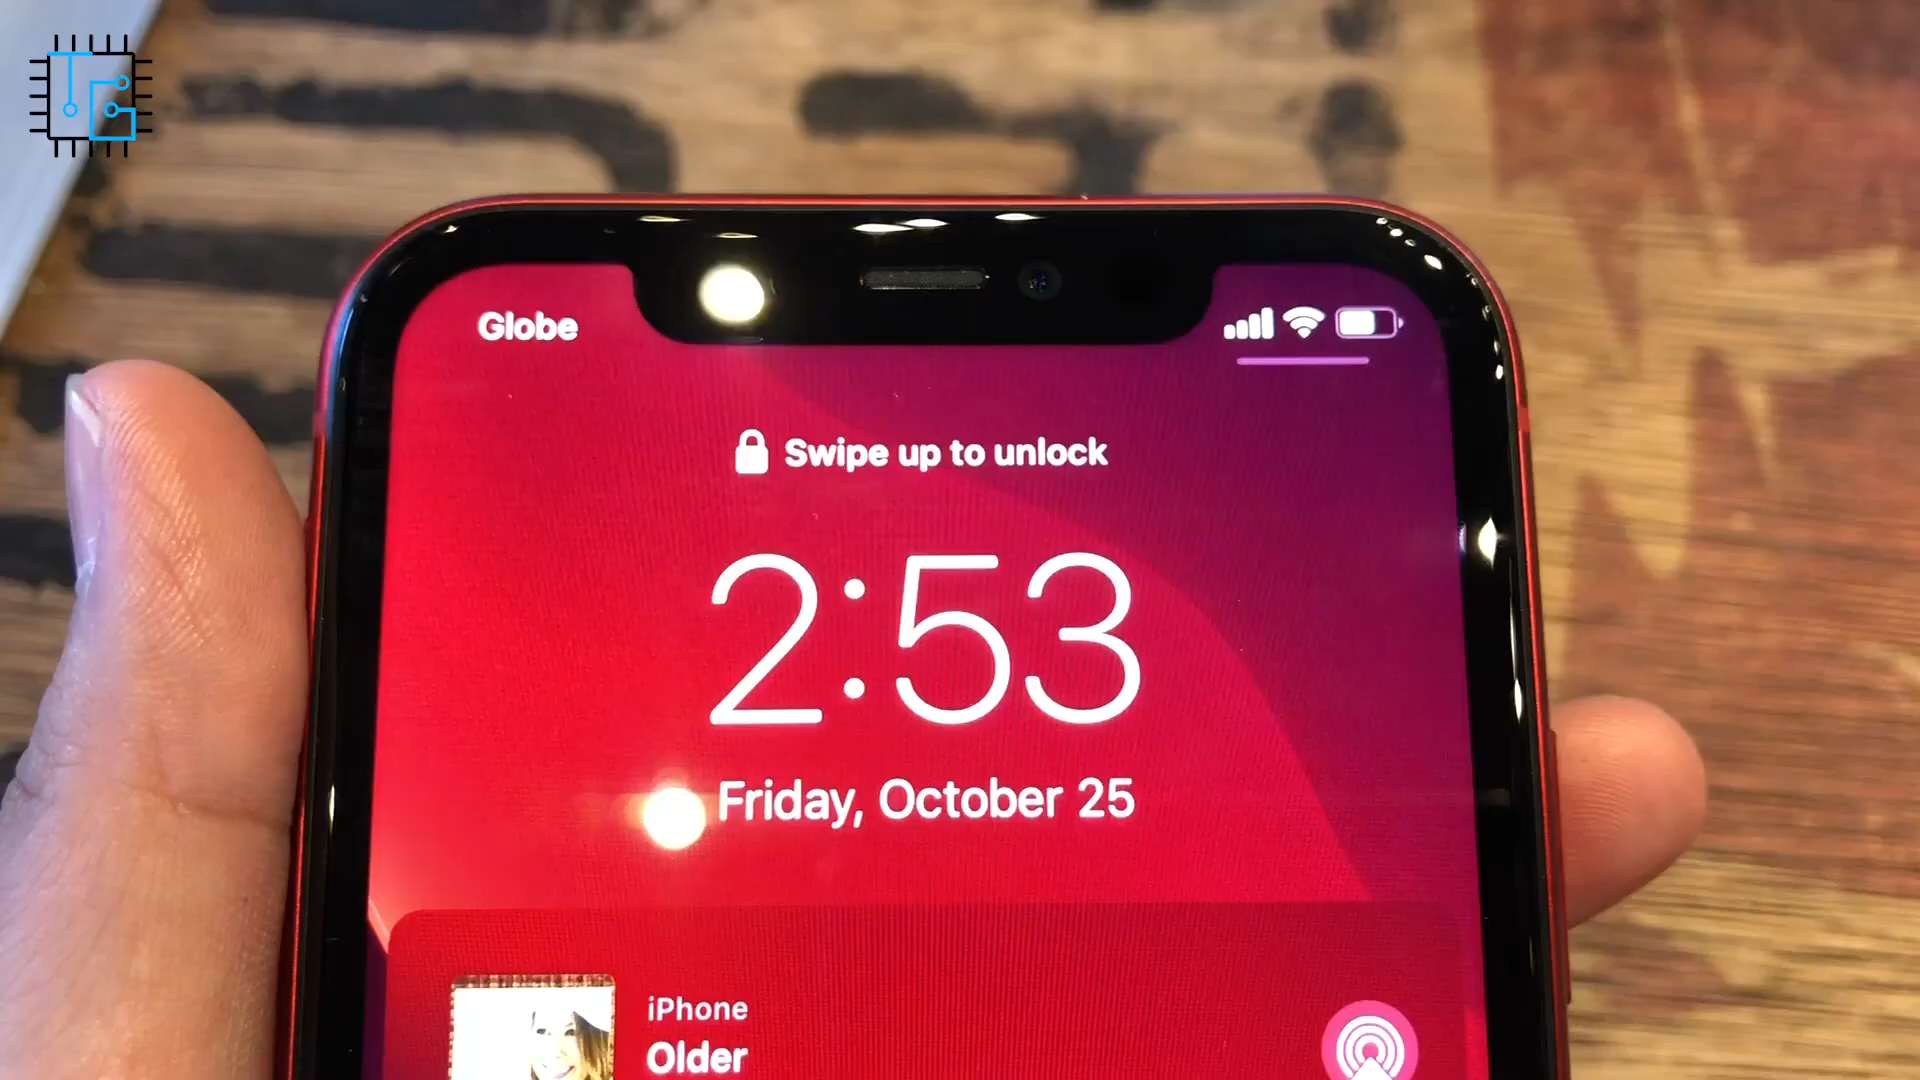 Globe
Swipe up to unlock
2:53
Friday, October 25
iPhone
Older